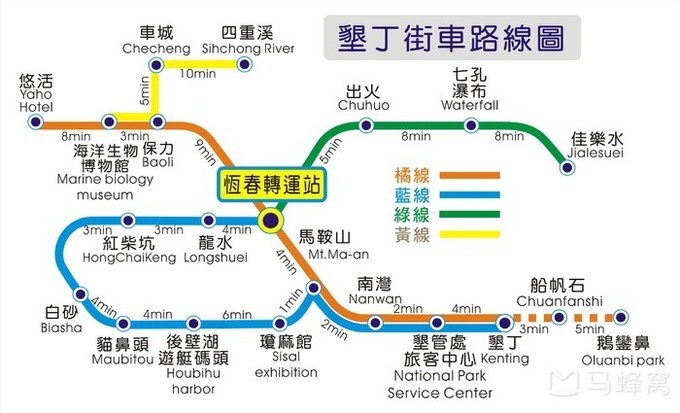 墾丁街車路線圖
車城
Checheng
四重溪
Sihchong River
10min
5min
悠活
Yaho
Hotel
8min
3min
海洋生物
博物館
Marine biology
museum
保力
Baoli
9min
恆春轉運站
出火
Chuhuo
七孔
瀑布
Waterfall
佳樂水
Jialesuei
5min
8min
8min
橘線
藍線
綠線
黃線
3min
3min
4min
紅柴坑
HongChaiKeng
龍水
Longshuei
馬鞍山
Mt.Ma-an
4min
白砂
Biasha
4min
4min
6min
1min
貓鼻頭
Maubitou
後壁湖
遊艇碼頭
Houbihu
harbor
瓊麻館
Sisal
exhibition
南灣
Nanwan
2min
2min
4min
墾管處
旅客中心
National Park
Service Center
墾丁
Kenting
船帆石
Chuanfanshi
3min
5min
鵝鑾鼻
Oluanbi park
马蜂窝